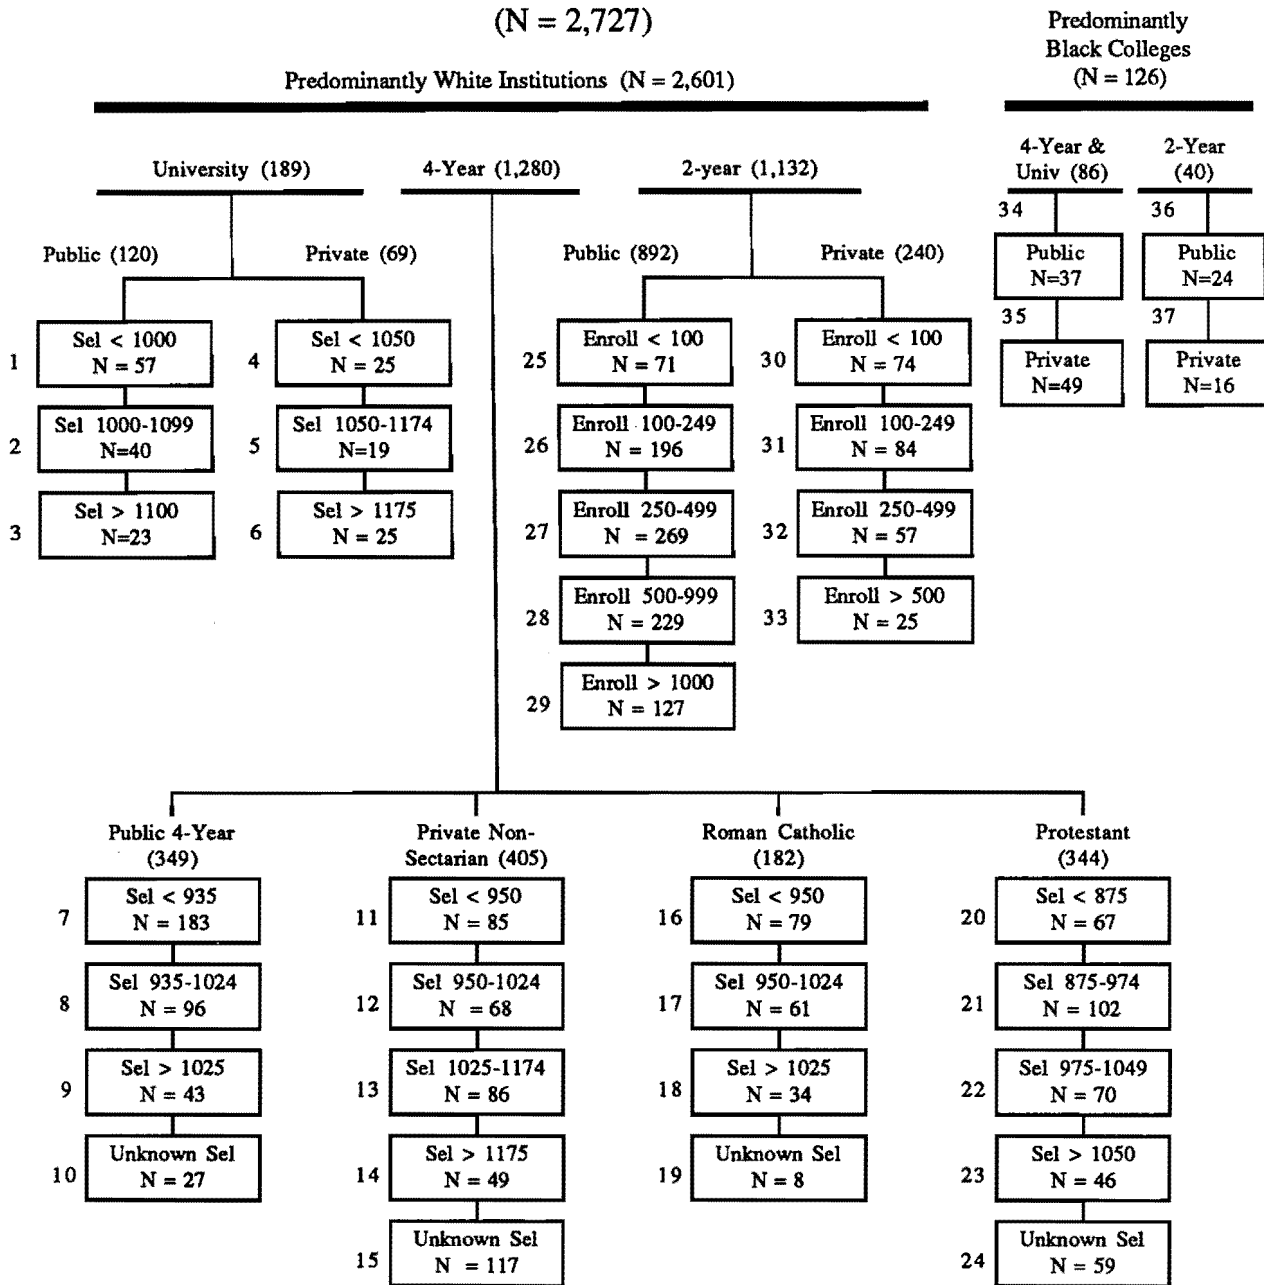 (N = 2,727)
Predominantly
Black Colleges
(N = 126)
Predominantly White Institutions (N = 2,601)
University (189)
4-Year (1,280)
2-year (1,132)
4-Year &
Univ (86)
2-Year
(40)
Public (120)
Private (69)
Public (892)
Private (240)
34
Public
N=37
35
Private
N=49
36
Public
N=24
37
Private
N=16
1
Sel < 1000
N = 57
2
Sel 1000-1099
N=40
3
Sel > 1100
N=23
4
Sel < 1050
N = 25
5
Sel 1050-1174
N=19
6
Sel > 1175
N = 25
25
Enroll < 100
N = 71
26
Enroll 100-249
N = 196
27
Enroll 250-499
N = 269
28
Enroll 500-999
N = 229
29
Enroll > 1000
N = 127
30
Enroll < 100
N = 74
31
Enroll 100-249
N = 84
32
Enroll 250-499
N = 57
33
Enroll > 500
N = 25
Public 4-Year
(349)
7
Sel < 935
N = 183
8
Sel 935-1024
N = 96
9
Sel > 1025
N = 43
10
Unknown Sel
N = 27
Private Non-
Sectarian (405)
11
Sel < 950
N = 85
12
Sel 950-1024
N = 68
13
Sel 1025-1174
N = 86
14
Sel > 1175
N = 49
15
Unknown Sel
N = 117
Roman Catholic
(182)
16
Sel < 950
N = 79
17
Sel 950-1024
N = 61
18
Sel > 1025
N = 34
19
Unknown Sel
N = 8
Protestant
(344)
20
Sel < 875
N = 67
21
Sel 875-974
N = 102
22
Sel 975-1049
N = 70
23
Sel > 1050
N = 46
24
Unknown Sel
N = 59